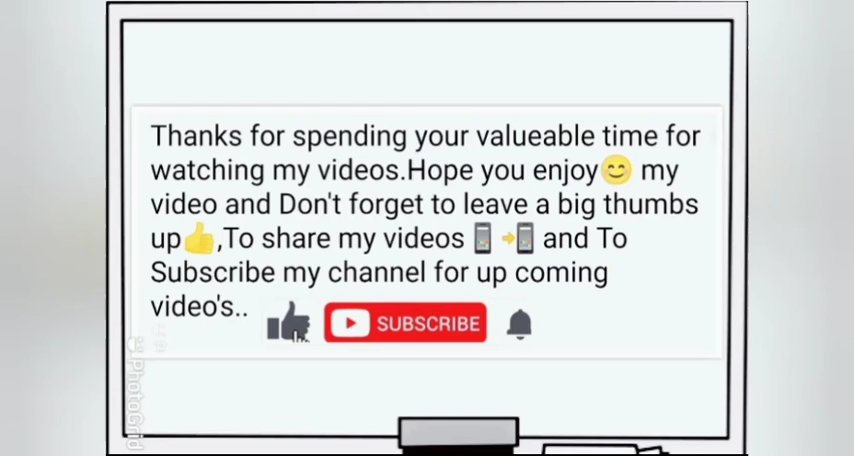 Thanks for spending your valueable time for
watching my videos.Hope you enjoy😊 my
video and Don't forget to leave a big thumbs
up👍,To share my videos📱📲 and To
Subscribe my channel for up coming
video's..
SUBSCRIBE
PhotoGrid